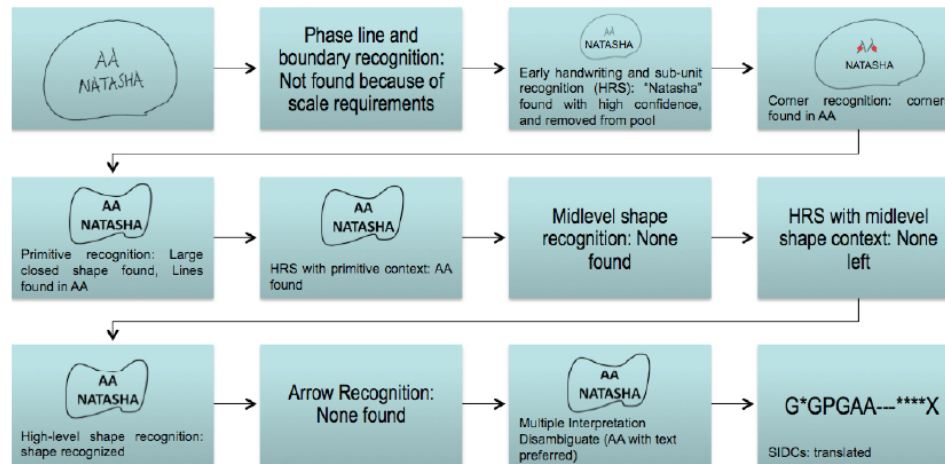 AA
NATASHA
Phase line and
boundary recognition:
Not found because of
scale requirements
AA
NATASHA
Early handwriting and sub-unit
recognition (HRS): "Natasha"
found with high confidence,
and removed from pool
AA
NATASHA
Corner recognition: corner
found in AA
AA
NATASHA
Primitive recognition: Large
closed shape found, Lines
found in AA
AA
NATASHA
HRS with primitive context: AA
found
Midlevel shape
recognition: None
found
HRS with midlevel
shape context: None
left
AA
NATASHA
High-level shape recognition:
shape recognized
Arrow Recognition:
None found
AA
NATASHA
Multiple Interpretation
Disambiguate (AA with text
preferred)
G*GPGAA---****X
SIDCs: translated